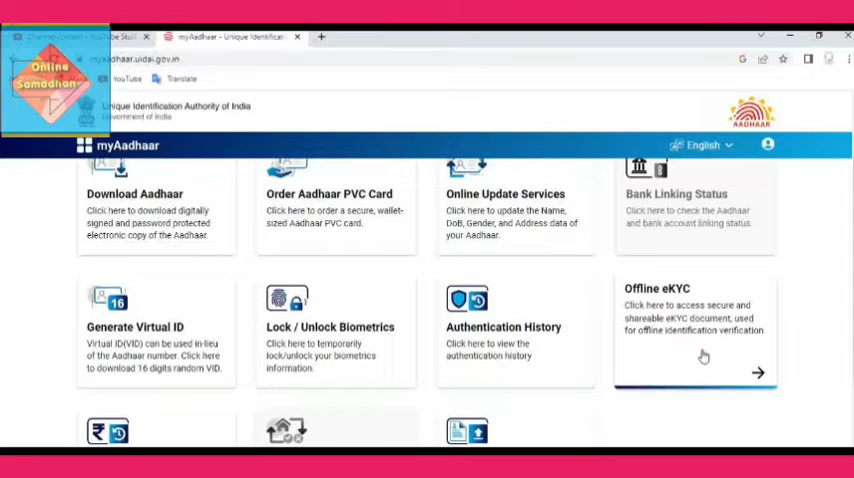 Channel content - YouTube Stud
myAadhaar - Unique Identificat
Online
Samadhan
myaadhaar.uidai.gov.in
YouTube
Translate
Unique Identification Authority of India
Government of India
AADHAAR
myAadhaar
English
Download Aadhaar
Click here to download digitally
signed and password protected
electronic copy of the Aadhaar.
Order Aadhaar PVC Card
Click here to order a secure, wallet-
sized Aadhaar PVC card.
Online Update Services
Click here to update the Name,
DoB, Gender, and Address data of
your Aadhaar.
Bank Linking Status
Click here to check the Aadhaar
and bank account linking status.
16
Generate Virtual ID
Virtual ID(VID) can be used in-lieu
of the Aadhaar number. Click here
to download 16 digits random VID.
Lock / Unlock Biometrics
Click here to temporarily
lock/unlock your biometrics
information.
Authentication History
Click here to view the
authentication history
Offline eKYC
Click here to access secure and
shareable eKYC document, used
for offline identification verification.